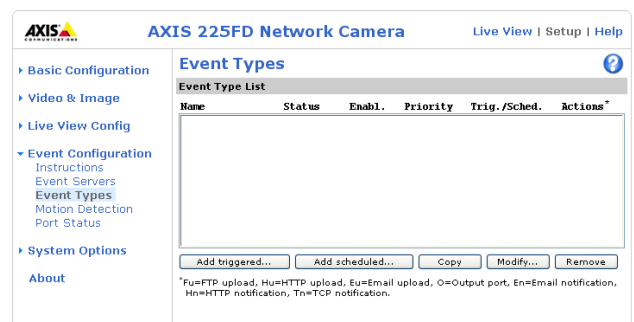 AXIS
COMMUNICATIONS
AXIS 225FD Network Camera
Live View | Setup | Help
Basic Configuration
Video & Image
Live View Config
Event Configuration
Instructions
Event Servers
Event Types
Motion Detection
Port Status
System Options
About
Event Types
?
Event Type List
Name Status Enabl. Priority Trig./Sched. Actions*
Add triggered... Add scheduled... Copy Modify... Remove
*Fu=FTP upload, Hu=HTTP upload, Eu=Email upload, O=Output port, En=Email notification,
Hn=HTTP notification, Tn=TCP notification.